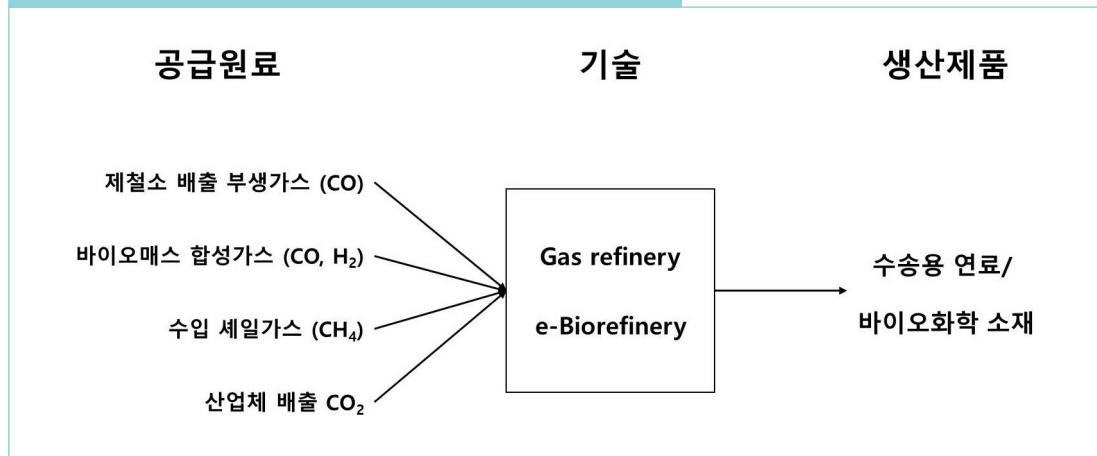 공급원료
기술
생산제품
제철소 배출 부생가스 (CO)
바이오매스 합성가스 (CO, H₂)
수입 셰일가스 (CH₄)
산업체 배출 CO₂
Gas refinery
e-Biorefinery
수송용 연료/
바이오화학 소재